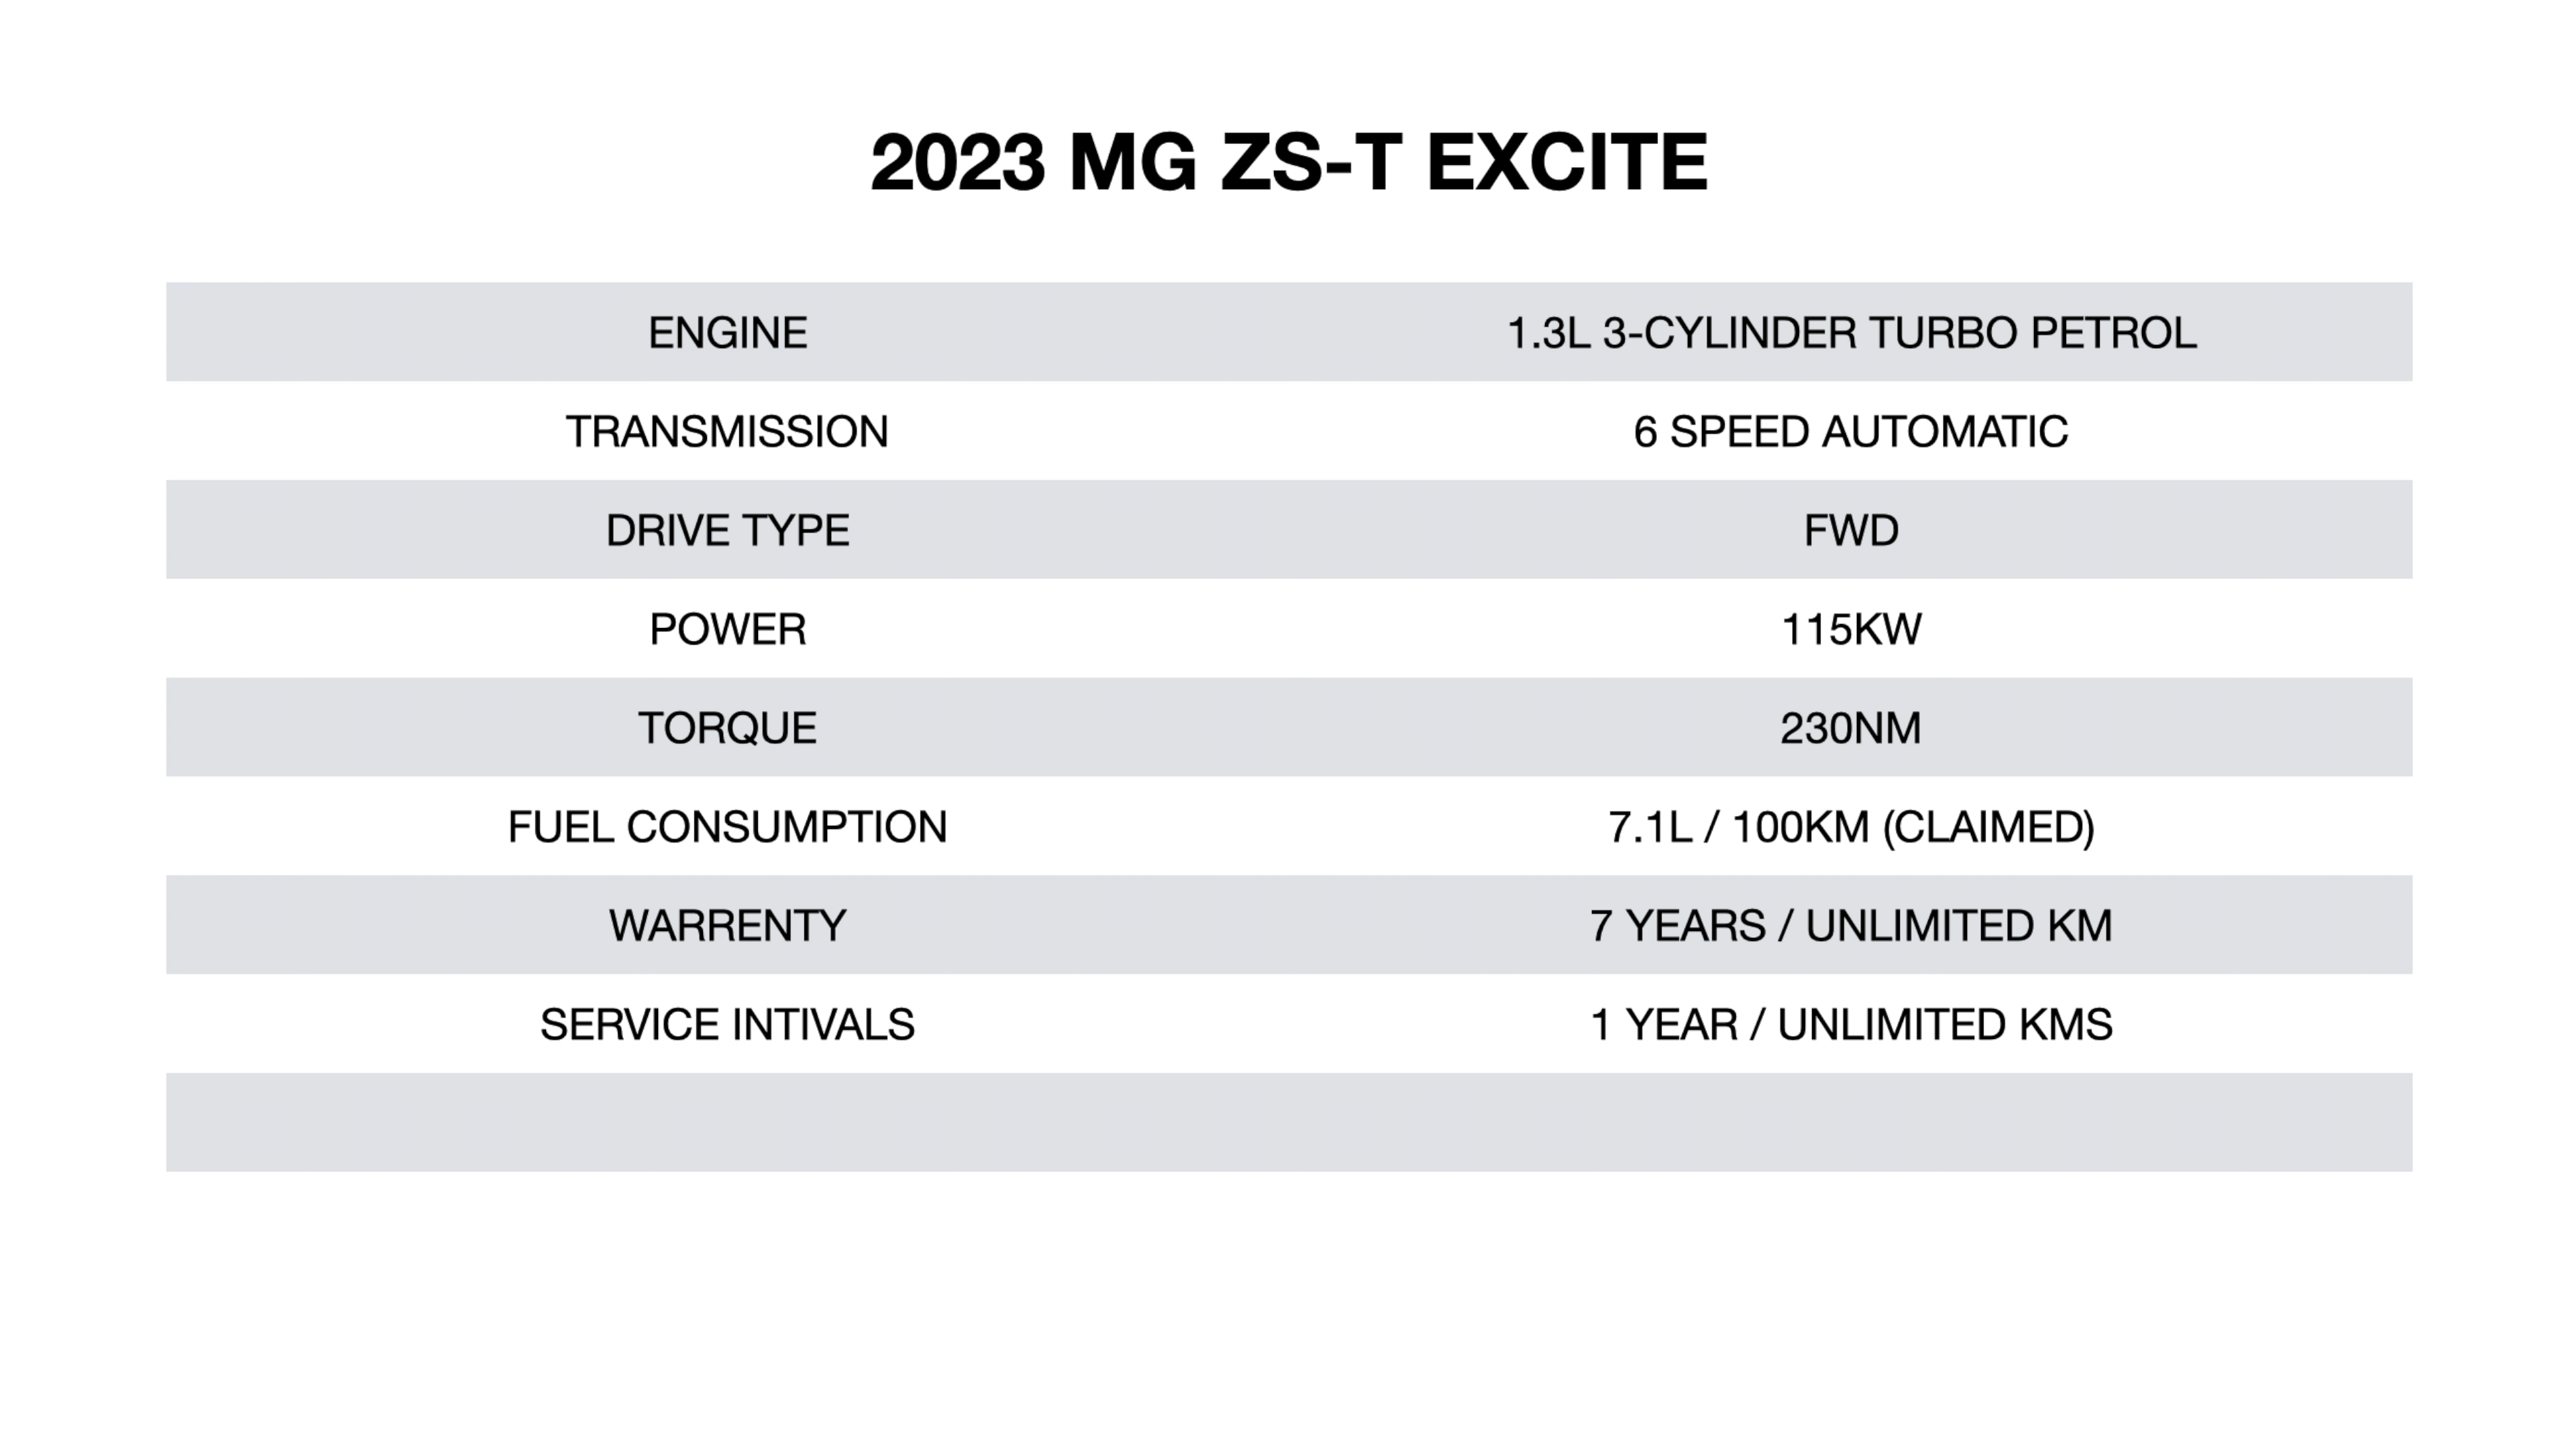 2023 MG ZS-T EXCITE
ENGINE 1.3L 3-CYLINDER TURBO PETROL
TRANSMISSION 6 SPEED AUTOMATIC
DRIVE TYPE FWD
POWER 115KW
TORQUE 230NM
FUEL CONSUMPTION 7.1L / 100KM (CLAIMED)
WARRENTY 7 YEARS / UNLIMITED KM
SERVICE INTIVALS 1 YEAR / UNLIMITED KMS